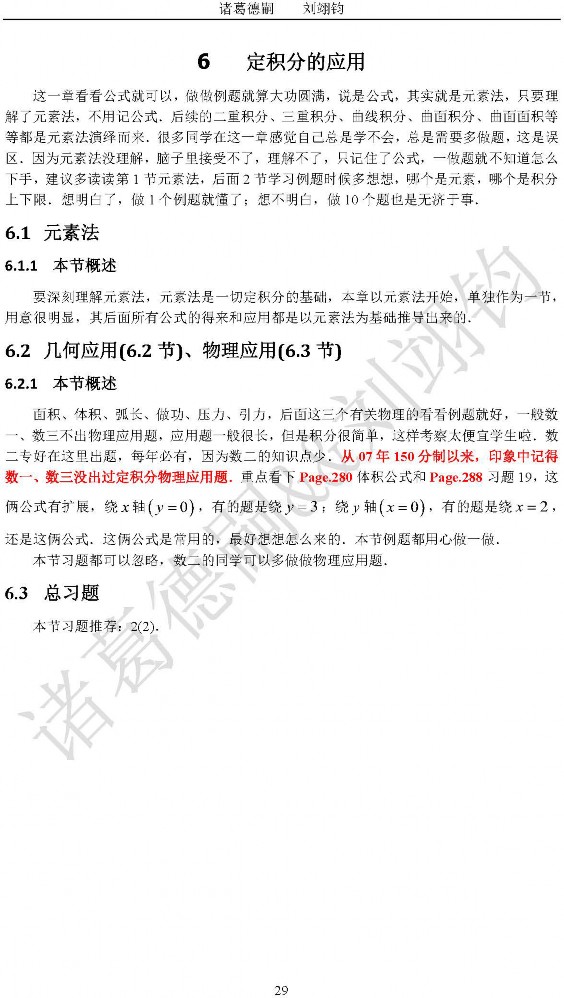 诸葛德嗣 刘翊钧
6 定积分的应用
这一章看看公式就可以，做做例题就算大功圆满，说是公式，其实就是元素法，只要理
解了元素法，不用记公式．后续的二重积分、三重积分、曲线积分、曲面积分、曲面面积等
等都是元素法演绎而来．很多同学在这一章感觉自己总是学不会，总是需要多做题，这是误
区．因为元素法没理解，脑子里接受不了，理解不了，只记住了公式，一做题就不知道怎么
下手，建议多读读第 1 节元素法，后面 2 节学习例题时候多想想，哪个是元素，哪个是积分
上下限．想明白了，做 1 个例题就懂了；想不明白，做 10 个题也是无济于事．
6.1 元素法
6.1.1 本节概述
要深刻理解元素法，元素法是一切定积分的基础，本章以元素法开始，单独作为一节，
用意很明显，其后面所有公式的得来和应用都是以元素法为基础推导出来的．
6.2 几何应用(6.2 节)、物理应用(6.3 节)
6.2.1 本节概述
面积、体积、弧长、做功、压力、引力，后面这三个有关物理的看看例题就好，一般数
一、数三不出物理应用题，应用题一般很长，但是积分很简单，这样考察太便宜学生啦．数
二专好在这里出题，每年必有，因为数二的知识点少．从 07 年 150 分制以来，印象中记得
数一、数三没出过定积分物理应用题．重点看下 Page.280 体积公式和 Page.288 习题 19，这
俩公式有扩展，绕 x 轴 (y=0)，有的题是绕 y=3；绕 y 轴 (x=0)，有的题是绕 x=2，
还是这俩公式．这俩公式是常用的，最好想想怎么来的．本节例题都用心做一做．
本节习题都可以忽略，数二的同学可以多做做物理应用题．
6.3 总习题
本节习题推荐：2(2)．
诸葛德嗣&刘翊钧
29